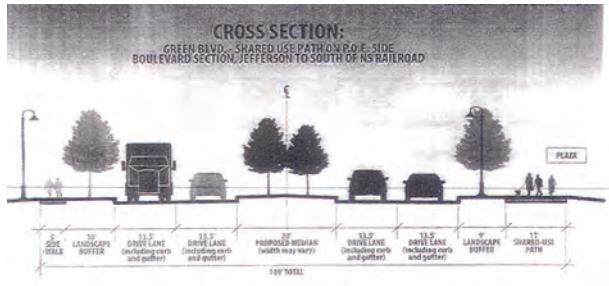 CROSS SECTION:
GREEN BLVD. - SHARED USE PATH ON P.O.E. SIDE
BOULEVARD SECTION, JEFFERSON TO SOUTH OF NS RAILROAD
PLAZA
5'
SIDE
-WALK
10'
LANDSCAPE
BUFFER
13.5'
DRIVE LANE
(including curb
and gutter)
13.5'
DRIVE LANE
(including curb
and gutter)
20'
PROPOSED MEDIAN
(width may vary)
13.5'
DRIVE LANE
(including curb
and gutter)
13.5'
DRIVE LANE
(including curb
and gutter)
9'
LANDSCAPE
BUFFER
11'
SHARED-USE
PATH
109' TOTAL